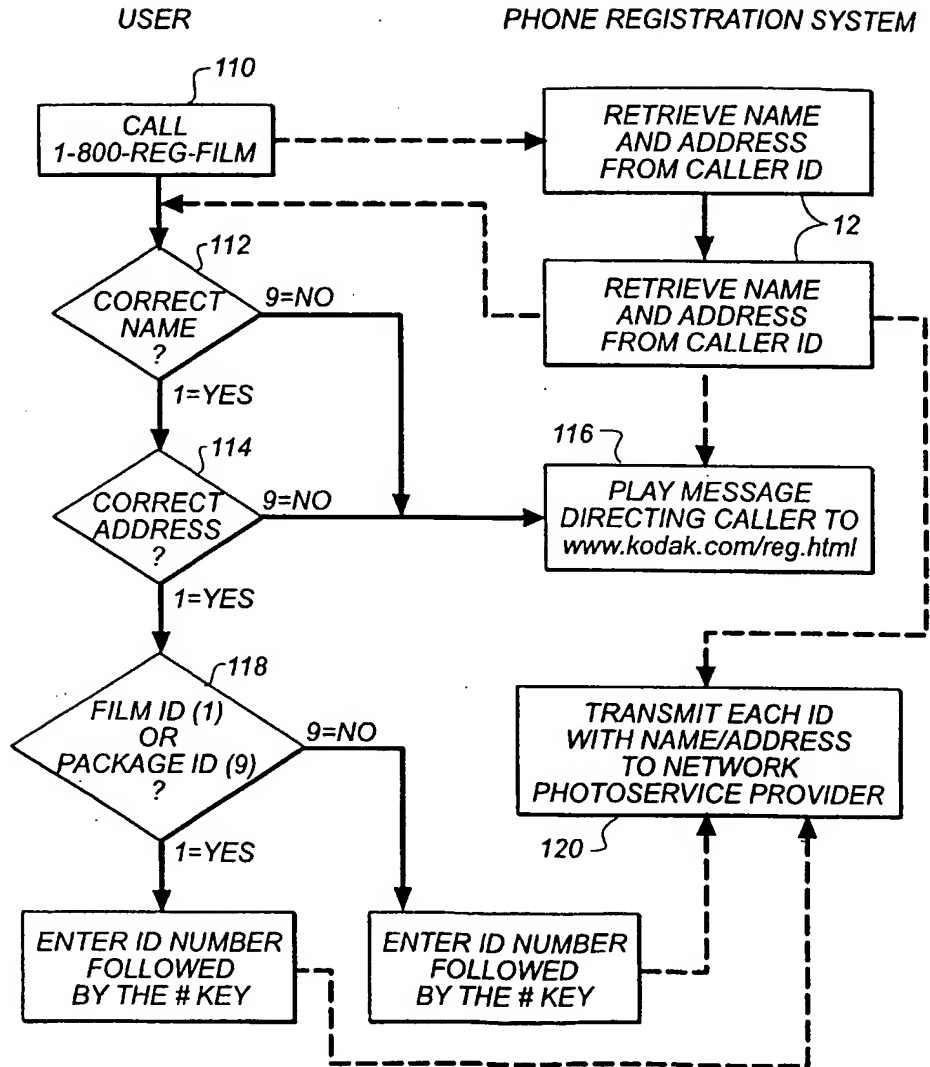 USER
PHONE REGISTRATION SYSTEM
110
CALL
1-800-REG-FILM
RETRIEVE NAME
AND ADDRESS
FROM CALLER ID
12
112
CORRECT
NAME
?
9=NO
1=YES
RETRIEVE NAME
AND ADDRESS
FROM CALLER ID
114
CORRECT
ADDRESS
?
9=NO
1=YES
116
PLAY MESSAGE
DIRECTING CALLER TO
www.kodak.com/reg.html
118
FILM ID (1)
OR
PACKAGE ID (9)
?
9=NO
1=YES
TRANSMIT EACH ID
WITH NAME/ADDRESS
TO NETWORK
PHOTOSERVICE PROVIDER
120
ENTER ID NUMBER
FOLLOWED
BY THE # KEY
ENTER ID NUMBER
FOLLOWED
BY THE # KEY